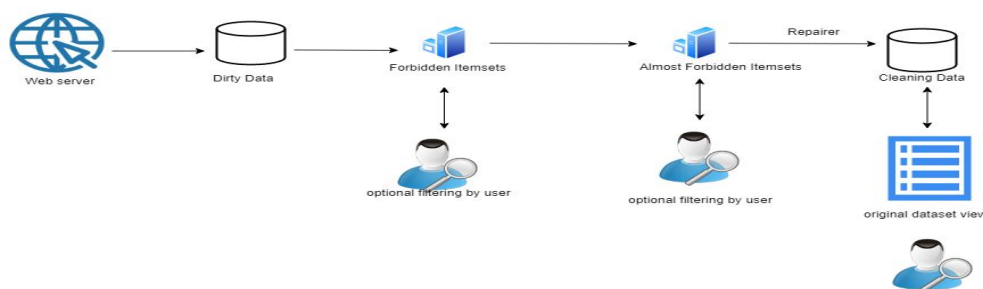 Repairer
Web server
Dirty Data
Forbidden Itemsets
Almost Forbidden Itemsets
Cleaning Data
optional filtering by user
optional filtering by user
original dataset view